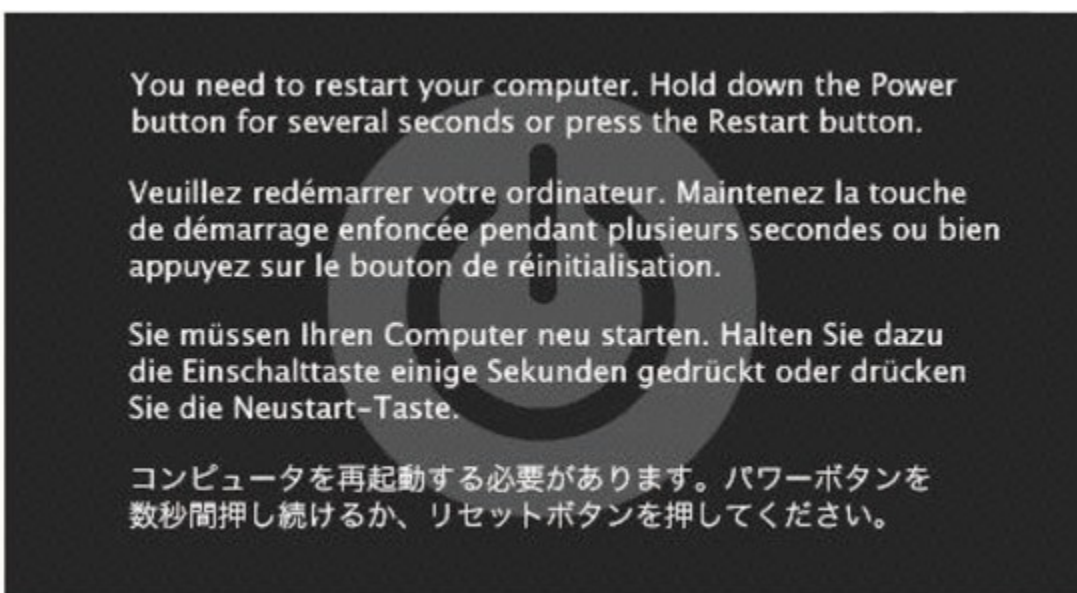 You need to restart your computer. Hold down the Power
button for several seconds or press the Restart button.
Veuillez redémarrer votre ordinateur. Maintenez la touche
de démarrage enfoncée pendant plusieurs secondes ou bien
appuyez sur le bouton de réinitialisation.
Sie müssen Ihren Computer neu starten. Halten Sie dazu
die Einschalttaste einige Sekunden gedrückt oder drücken
Sie die Neustart-Taste.
コンピュータを再起動する必要があります。パワーボタンを
数秒間押し続けるか、リセットボタンを押してください。